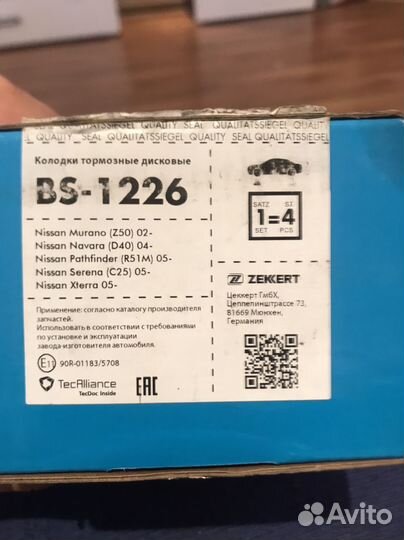 QUALITÄTSSIEGEL QUALITY SEAL QUALITÄTSSIEGEL
QUALITY SEAL QUALITÄTSSIEGEL QUALITY SEAL QUALITÄTSSIEGEL
Колодки тормозные дисковые
BS-1226
SATZ ST
1=4
SET PCS
Nissan Murano (Z50) 02-
Nissan Navara (D40) 04-
Nissan Pathfinder (R51M) 05-
Nissan Serena (C25) 05-
Nissan Xterra 05-
ZEKKERT
Цеккерт ГмбХ,
Цеппелинштрассе 73,
81669 Мюнхен,
Германия
Применение: согласно каталогу производителя
запчастей.
Использовать в соответствии с требованиями
по установке и эксплуатации
завода-изготовителя автомобиля.
E11 90R-01183/5708
TecAlliance
TecDoc Inside
EAC
Avito